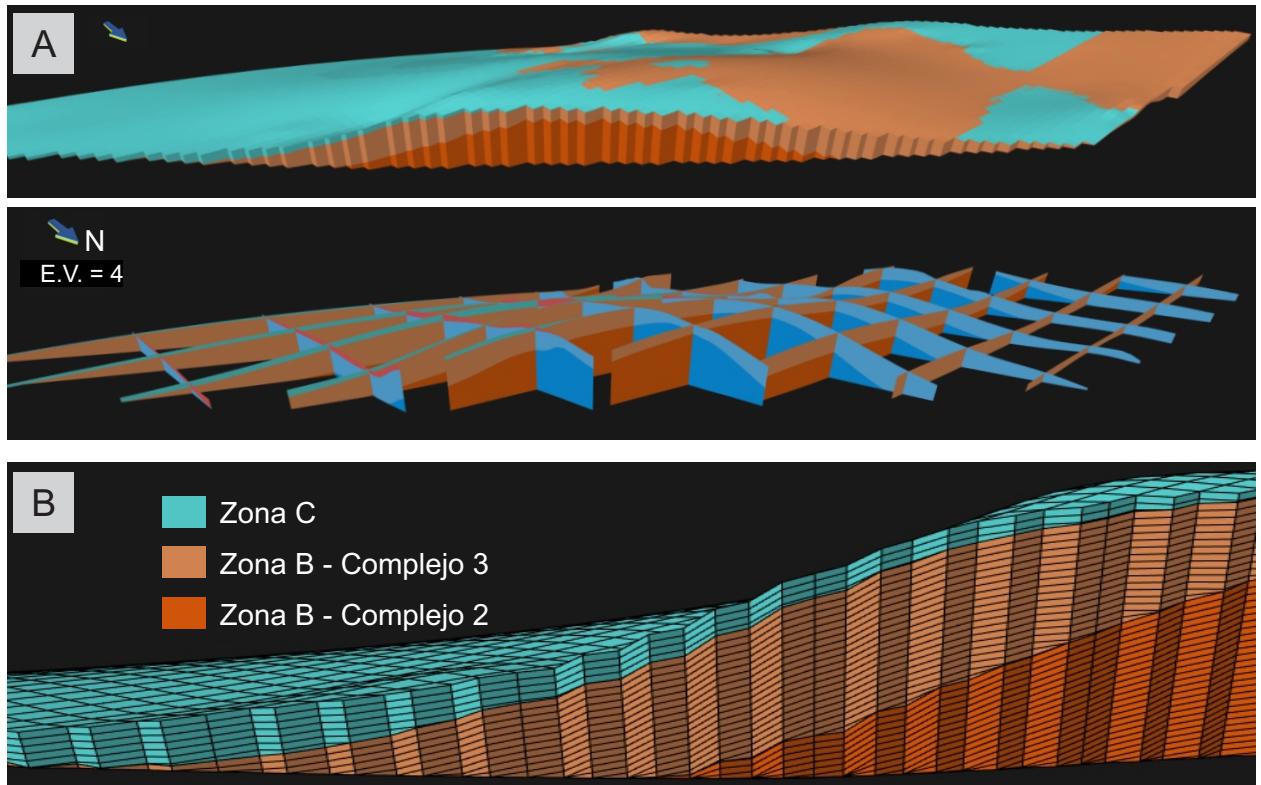 A
N
E.V. = 4
B
Zona C
Zona B - Complejo 3
Zona B - Complejo 2